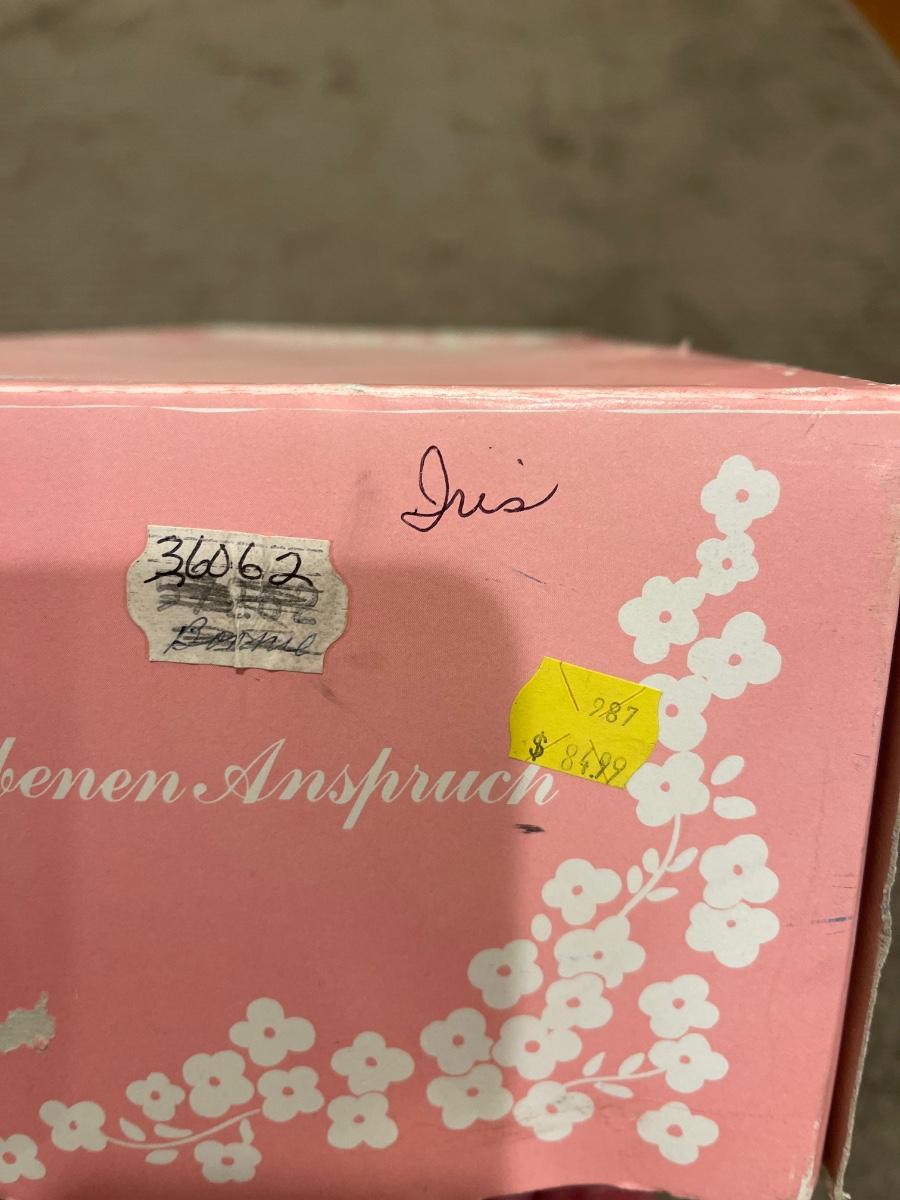 Iris
36062
987
$ 84.99
benen Anspruch